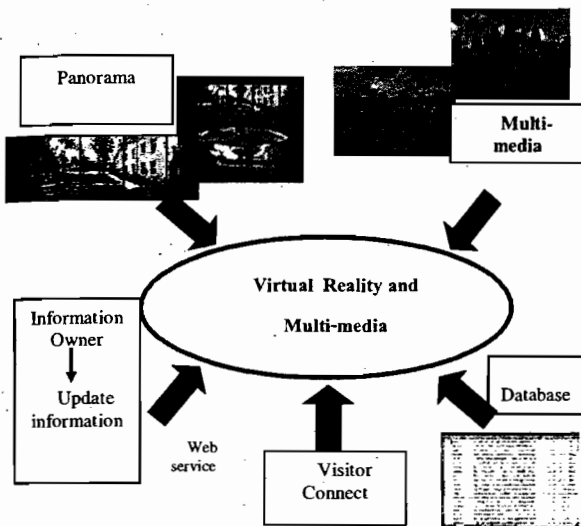 Panorama
Multi-
media
Virtual Reality and
Multi-media
Information
Owner
Update
information
Database
Web
service
Visitor
Connect